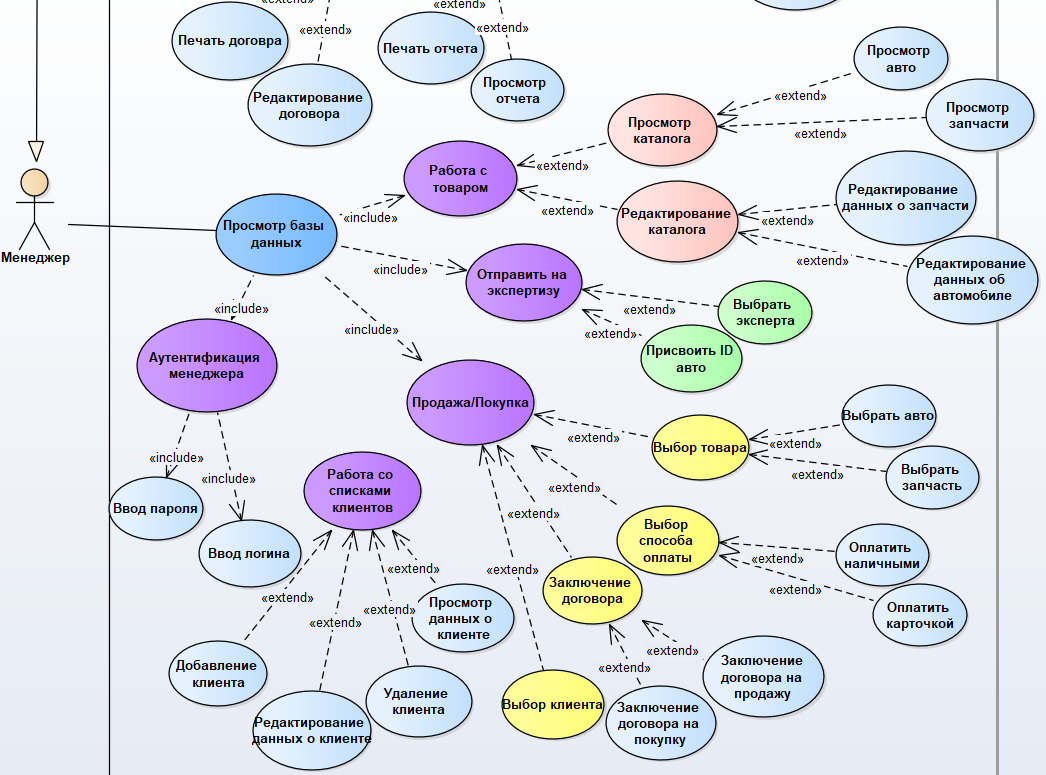 «extend»
«extend»
Печать договра
«extend»
Печать отчета
«extend»
Просмотр
авто
Редактирование
договора
Просмотр
отчета
«extend»
Просмотр
запчасти
Просмотр
каталога
«extend»
Работа с
товаром
«extend»
Редактирование
данных о запчасти
«include»
«extend»
Редактирование
каталога
«extend»
Просмотр базы
данных
Менеджер
«extend»
Редактирование
данных об
автомобиле
«include»
Отправить на
экспертизу
«include»
«extend»
Выбрать
эксперта
«include»
«extend»
Присвоить ID
авто
Аутентификация
менеджера
Продажа/Покупка
Выбрать авто
«extend»
Выбор товара
«extend»
«include»
«extend»
Выбрать
запчасть
«include»
Работа со
списками
клиентов
«extend»
Ввод пароля
«extend»
Выбор
способа
оплаты
Ввод логина
Оплатить
наличными
«extend»
«extend»
«extend»
Заключение
договора
«extend»
«extend»
Просмотр
данных о
клиенте
«extend»
Оплатить
карточкой
«extend»
«extend»
«extend»
Добавление
клиента
«extend»
Заключение
договора на
продажу
Удаление
клиента
Выбор клиента
Заключение
договора на
покупку
Редактирование
данных о клиенте